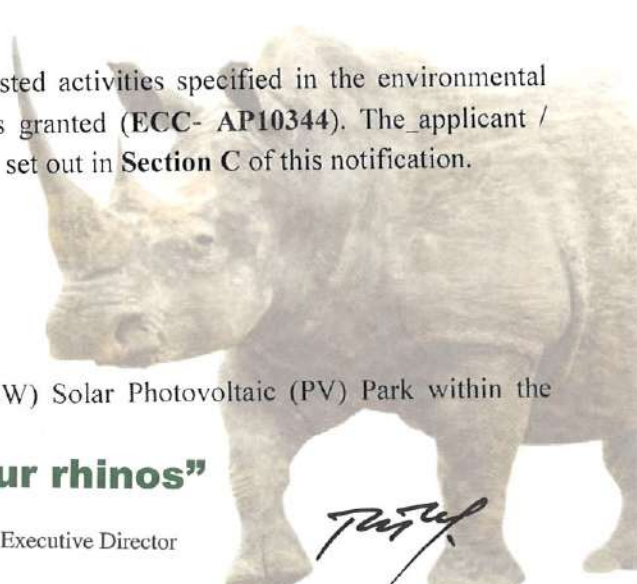 sted activities specified in the environmental
s granted (ECC- AP10344). The_applicant /
set out in Section C of this notification.
W) Solar Photovoltaic (PV) Park within the
ur rhinos”
Executive Director